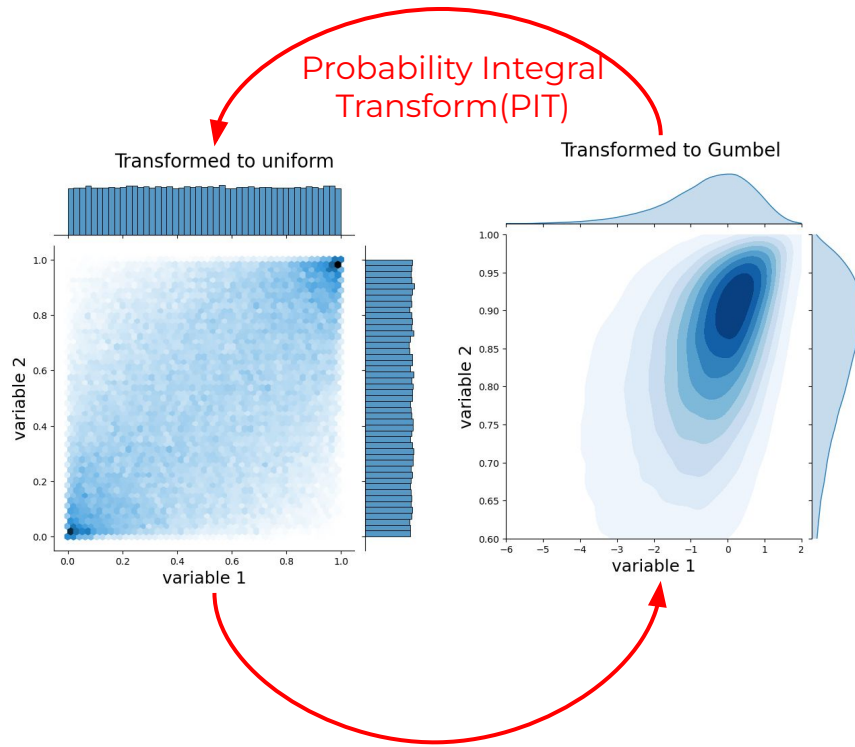 Probability Integral
Transform(PIT)
Transformed to uniform
Transformed to Gumbel
1.0
0.8
0.6
0.4
0.2
0.0
variable 2
0.0 0.2 0.4 0.6 0.8 1.0
variable 1
1.00
0.95
0.90
0.85
0.80
0.75
0.70
0.65
0.60
variable 2
−6 −5 −4 −3 −2 −1 0 1 2
variable 1